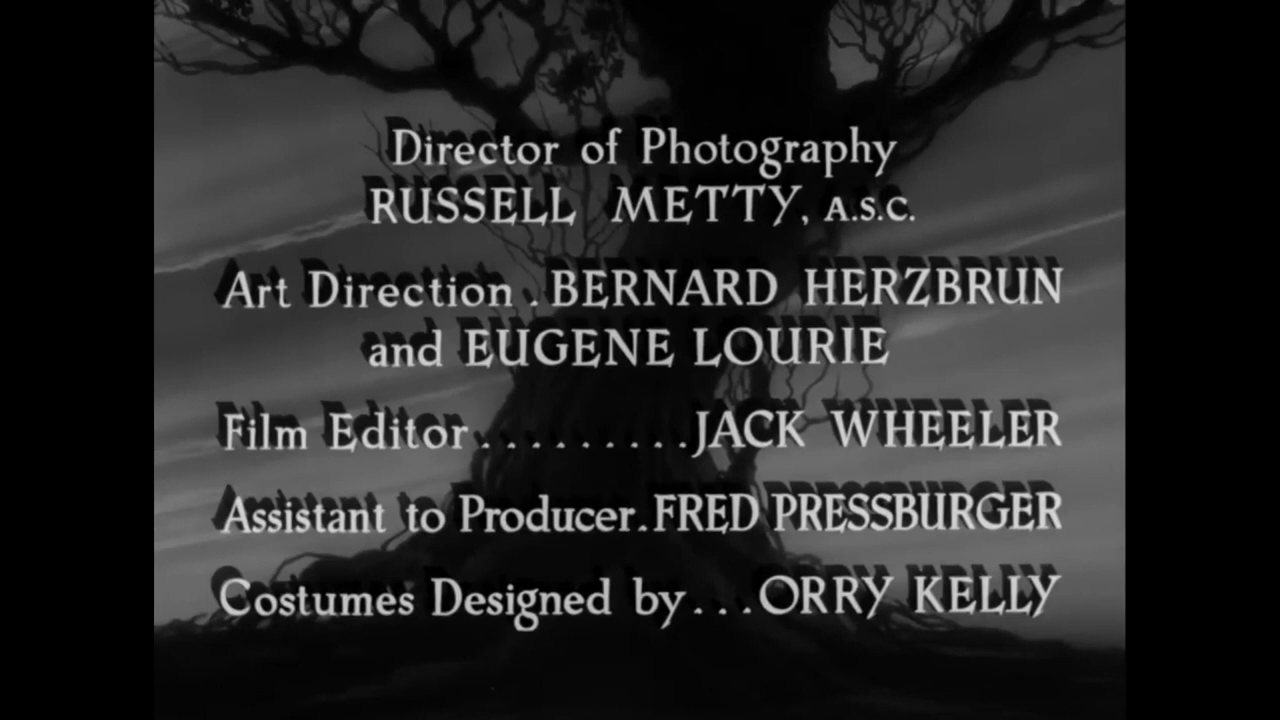 Director of Photography
RUSSELL METTY, A.S.C.
Art Direction . BERNARD HERZBRUN
and EUGENE LOURIE
Film Editor.........JACK WHEELER
Assistant to Producer.FRED PRESSBURGER
Costumes Designed by...ORRY KELLY